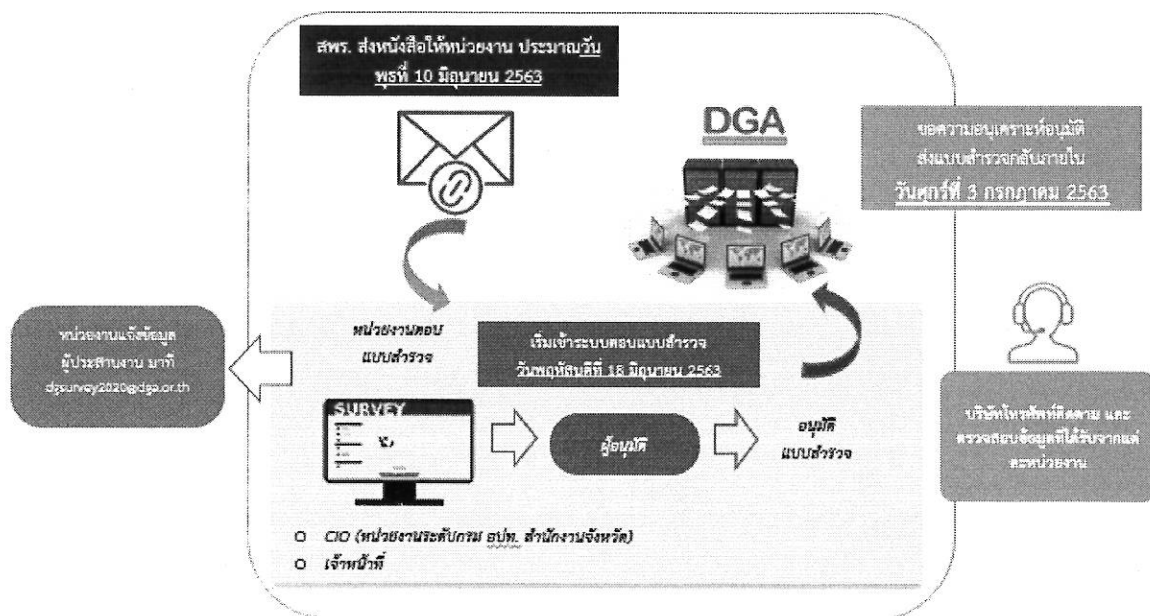 สพร. ส่งหนังสือให้หน่วยงาน ประมาณวัน
พุธที่ 10 มิถุนายน 2563
DGA
ขอความอนุเคราะห์อนุมัติ
ส่งแบบสำรวจกลับภายใน
วันศุกร์ที่ 3 กรกฎาคม 2563
หน่วยงานแจ้งข้อมูล
ผู้ประสานงาน มาที่
dgsurvey2020@dga.or.th
หน่วยงานตอบ
แบบสำรวจ
เริ่มเข้าระบบตอบแบบสำรวจ
วันพฤหัสบดีที่ 18 มิถุนายน 2563
SURVEY
ผู้อนุมัติ
อนุมัติ
แบบสำรวจ
บริษัทโทรศัพท์ติดตาม และ
ตรวจสอบข้อมูลที่ได้รับจากแต่
ละหน่วยงาน
CIO (หน่วยงานระดับกรม อปท. สำนักงานจังหวัด)
เจ้าหน้าที่